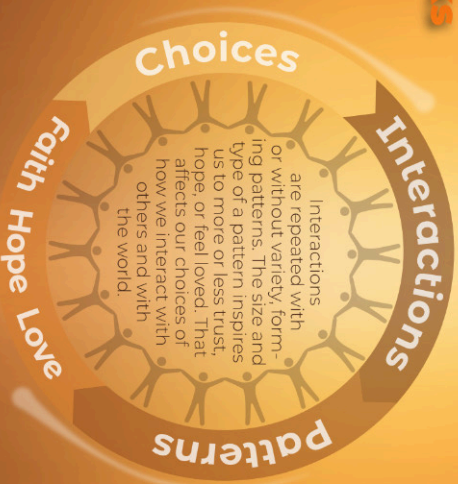 Choices
Interactions
Patterns
Faith Hope Love
Interactions
are repeated with
or without variety, form-
ing patterns. The size and
type of a pattern inspires
us to more or less trust,
hope, or feel loved. That
affects our choices of
how we interact with
others and with
the world.